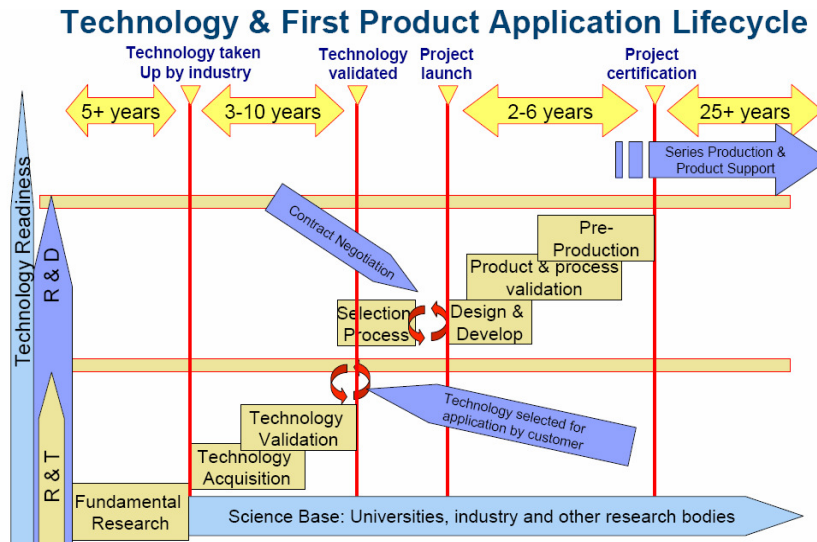 Technology & First Product Application Lifecycle
Technology taken
Up by industry
Technology
validated
Project
launch
Project
certification
5+ years
3-10 years
2-6 years
25+ years
Series Production &
Product Support
Technology Readiness
R & D
R & T
Contract Negotiation
Pre-
Production
Product & process
validation
Selection
Process
Design &
Develop
Technology selected for
application by customer
Technology
Validation
Technology
Acquisition
Fundamental
Research
Science Base: Universities, industry and other research bodies